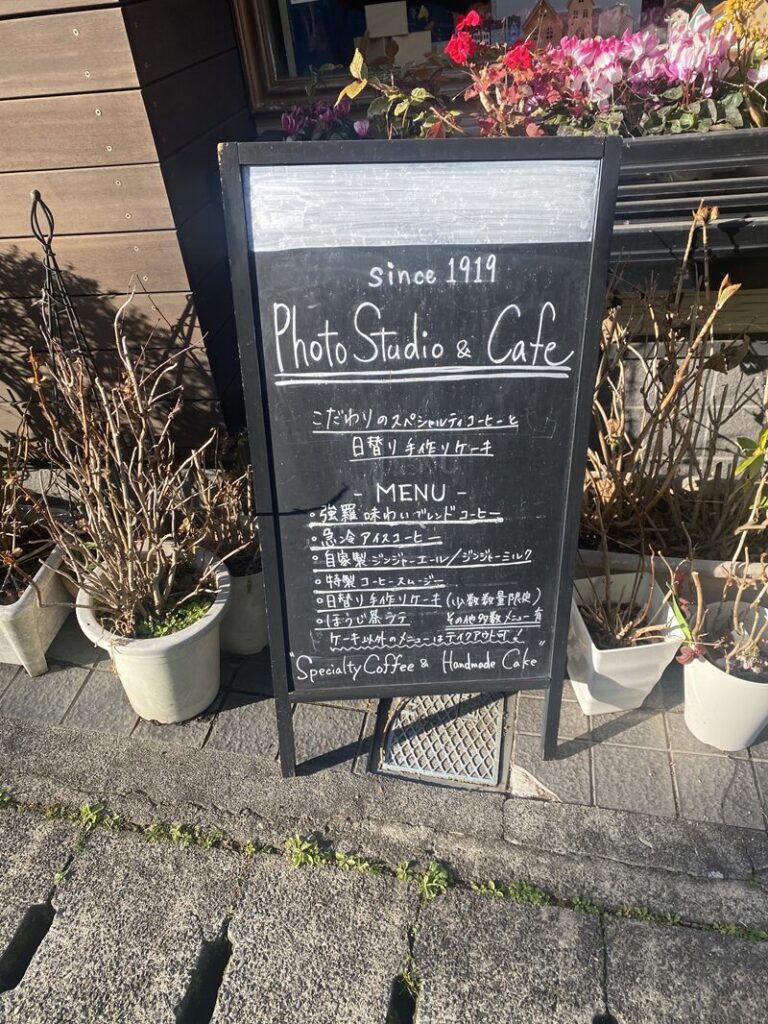 since 1919
Photo Studio & Cafe
こだわりのスペシャルティコーヒーと
日替り手作りケーキ
- MENU -
・強羅 味わいブレンドコーヒー
・急冷アイスコーヒー
・自家製ジンジャーエール/ジンジャーミルク
・特製コーヒースムージー
・日替り手作りケーキ(少数数量限定)
・ほうじ茶ラテ その他多数メニュー有
ケーキ以外のメニューはテイクアウト可!
"Specialty Coffee & Handmade Cake"